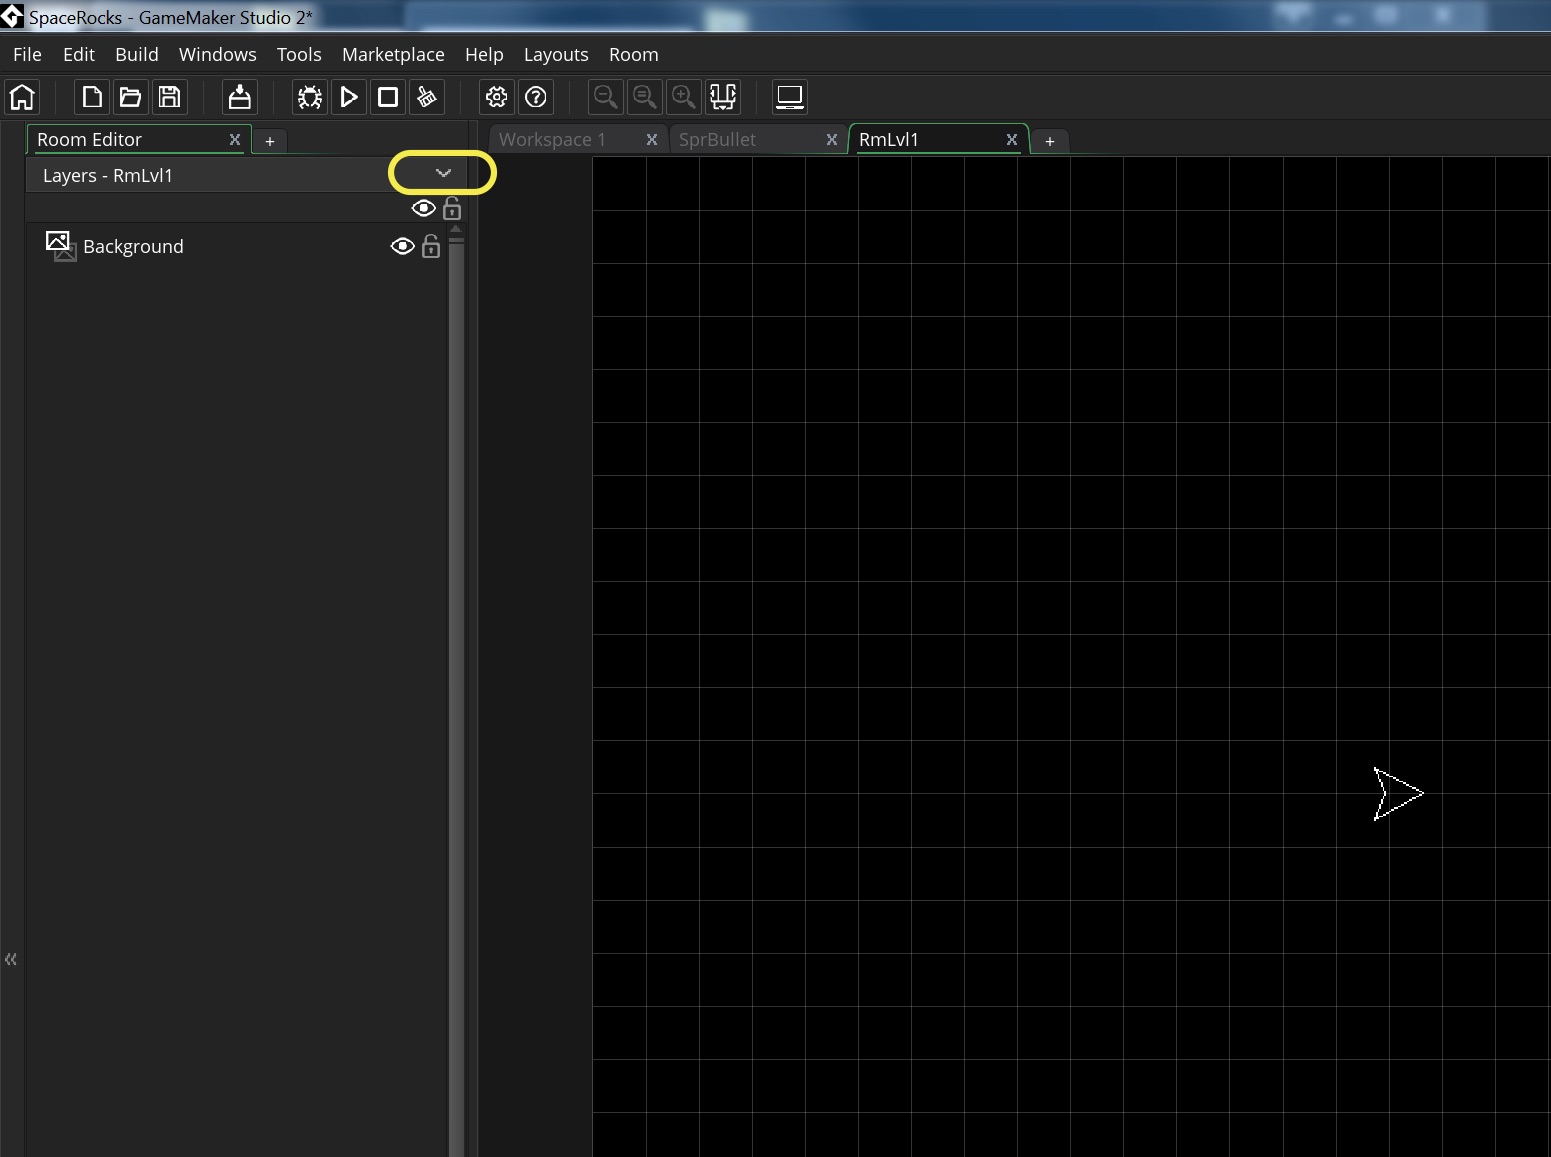 SpaceRocks - GameMaker Studio 2*
File Edit Build Windows Tools Marketplace Help Layouts Room
Room Editor X + Workspace 1 X SprBullet X RmLvl1 X +
Layers - RmLvl1
Background